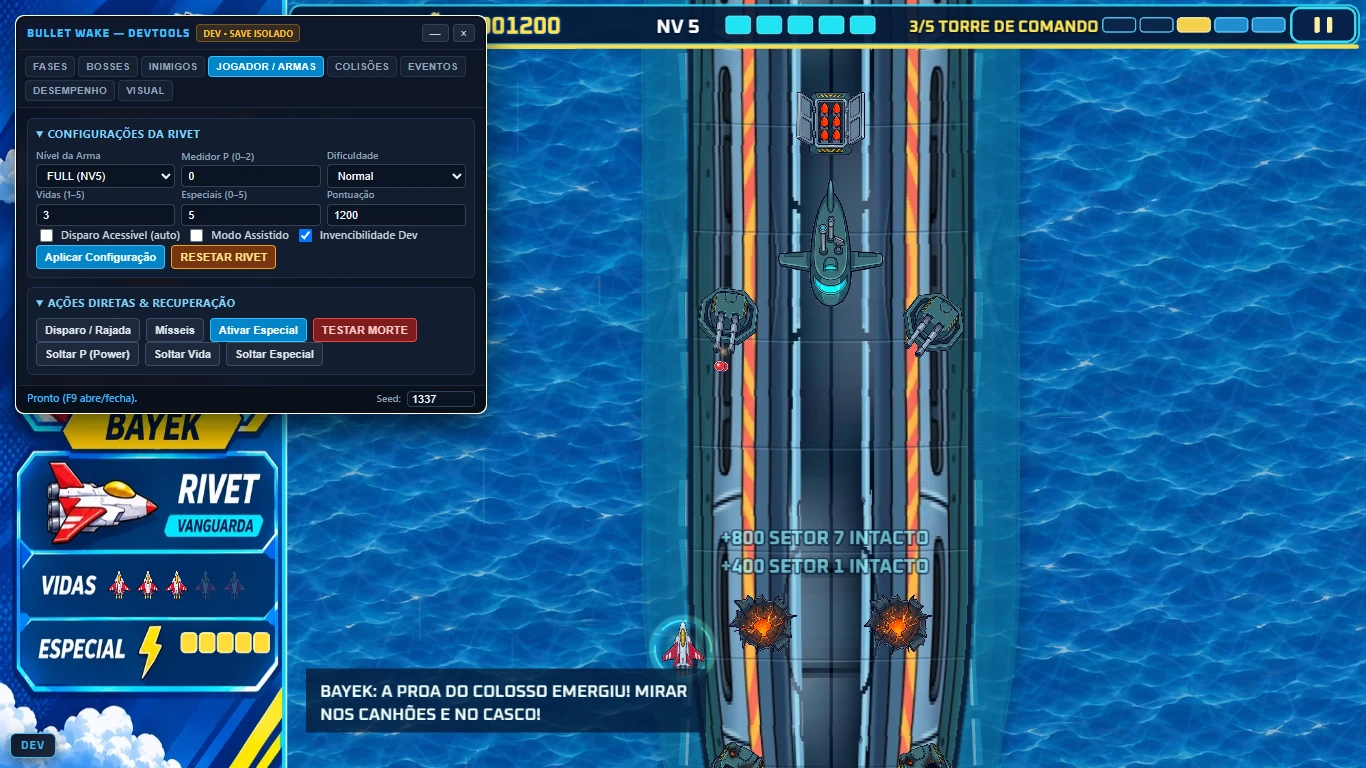 BULLET WAKE — DEVTOOLS DEV • SAVE ISOLADO — ×
FASES BOSSES INIMIGOS JOGADOR / ARMAS COLISÕES EVENTOS
DESEMPENHO VISUAL
▼ CONFIGURAÇÕES DA RIVET
Nível da Arma Medidor P (0–2) Dificuldade
FULL (NV5) 0 Normal
Vidas (1–5) Especiais (0–5) Pontuação
3 5 1200
Disparo Acessível (auto) Modo Assistido Invencibilidade Dev
Aplicar Configuração RESETAR RIVET
▼ AÇÕES DIRETAS & RECUPERAÇÃO
Disparo / Rajada Mísseis Ativar Especial TESTAR MORTE
Soltar P (Power) Soltar Vida Soltar Especial
Pronto (F9 abre/fecha). Seed: 1337
001200 NV 5 3/5 TORRE DE COMANDO
BAYEK
RIVET
VANGUARDA
VIDAS
ESPECIAL
DEV
+800 SETOR 7 INTACTO
+400 SETOR 1 INTACTO
BAYEK: A PROA DO COLOSSO EMERGIU! MIRAR
NOS CANHÕES E NO CASCO!